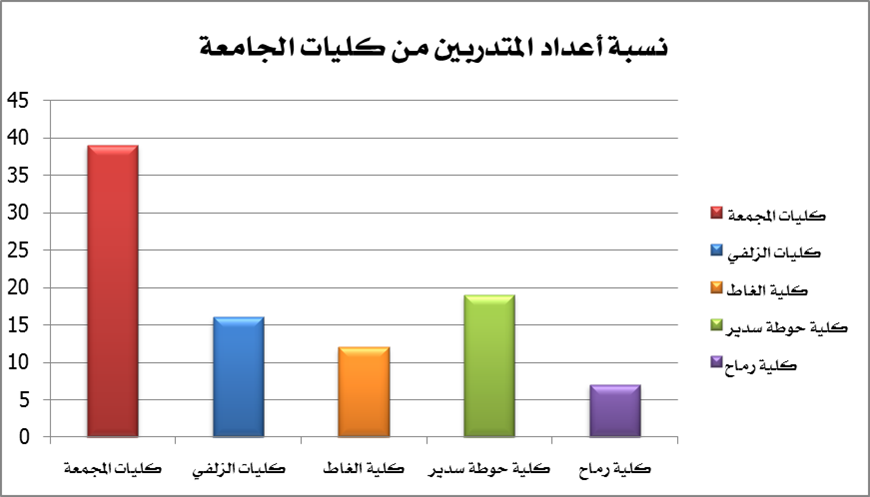 نسبة أعداد المتدربين من كليات الجامعة
45
40
35
30
25
20
15
10
5
0
كليات المجمعة
كليات الزلفي
كلية الغاط
كلية حوطة سدير
كلية رماح
كليات المجمعة
كليات الزلفي
كلية الغاط
كلية حوطة سدير
كلية رماح